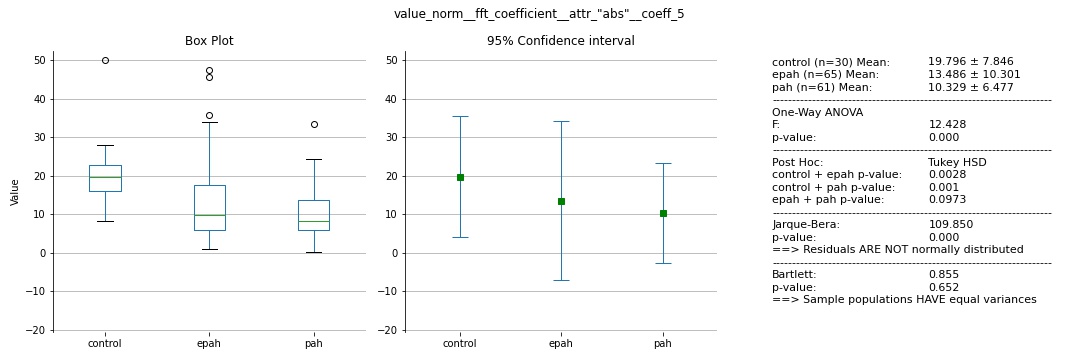 value_norm__fft_coefficient__attr_"abs"__coeff_5
Box Plot
Value
50
40
30
20
10
0
−10
−20
control epah pah
95% Confidence interval
50
40
30
20
10
0
−10
−20
control epah pah
control (n=30) Mean: 19.796 ± 7.846
epah (n=65) Mean: 13.486 ± 10.301
pah (n=61) Mean: 10.329 ± 6.477
One-Way ANOVA
F: 12.428
p-value: 0.000
Post Hoc: Tukey HSD
control + epah p-value: 0.0028
control + pah p-value: 0.001
epah + pah p-value: 0.0973
Jarque-Bera: 109.850
p-value: 0.000
==> Residuals ARE NOT normally distributed
Bartlett: 0.855
p-value: 0.652
==> Sample populations HAVE equal variances